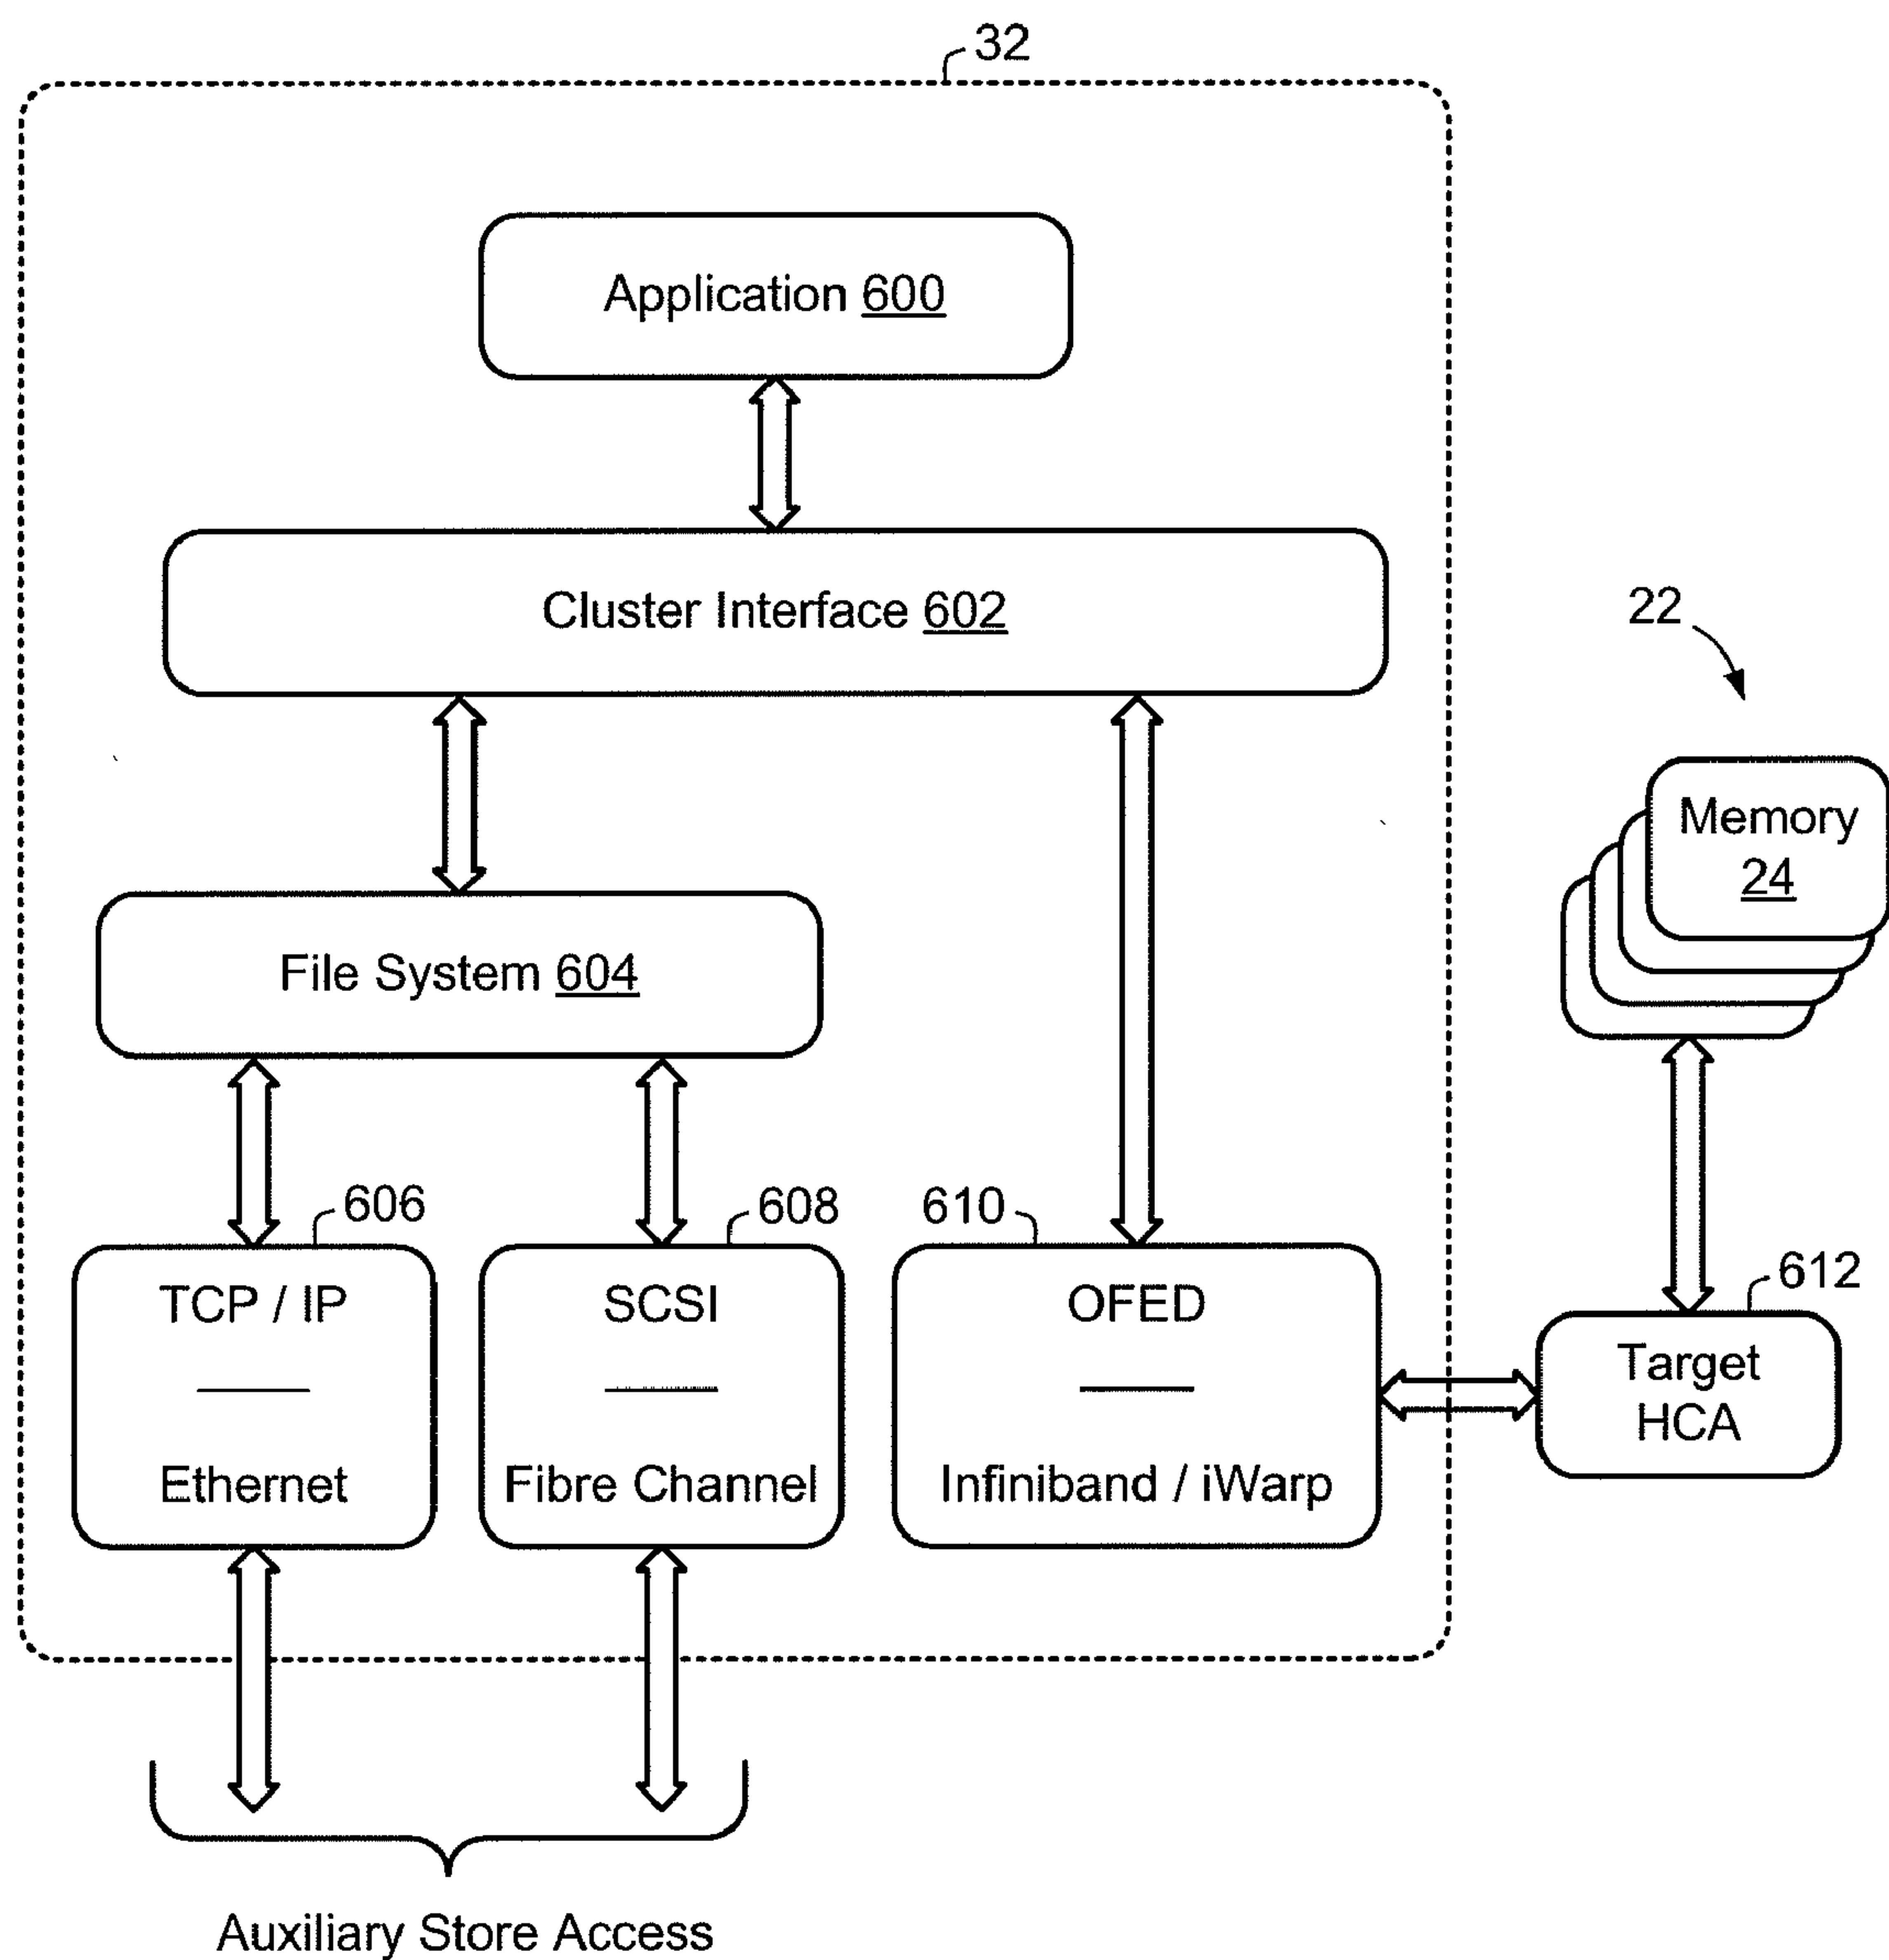 32
Application 600
Cluster Interface 602
22
Memory
24
File System 604
606
608
610
612
TCP / IP
Ethernet
SCSI
Fibre Channel
OFED
Infiniband / iWarp
Target
HCA
Auxiliary Store Access